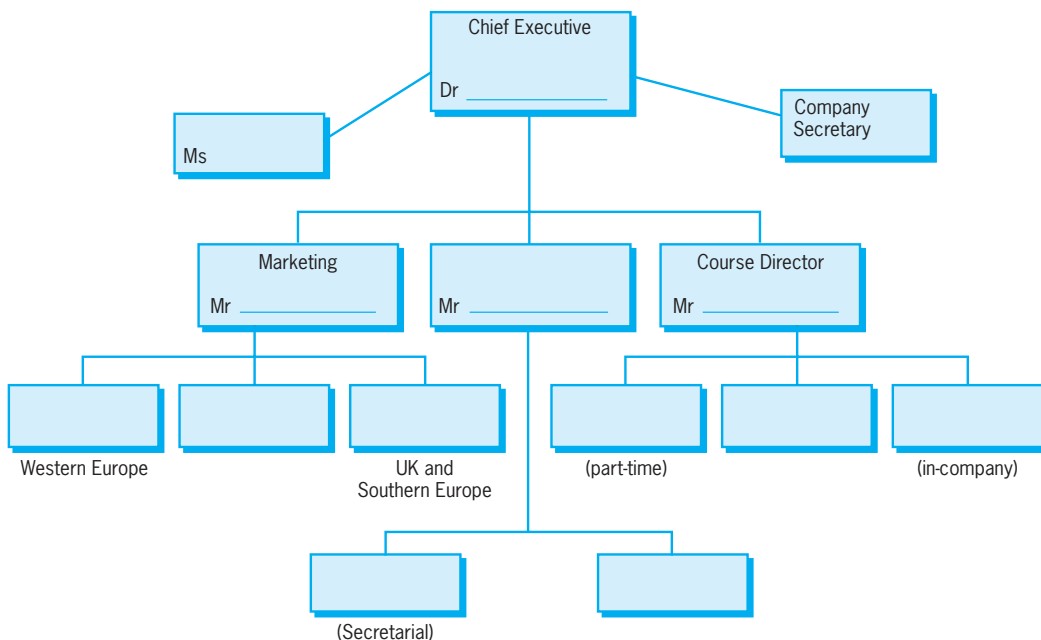 Chief Executive
Dr
Ms
Company
Secretary
Marketing
Mr
Mr
Course Director
Mr
Western Europe
UK and
Southern Europe
(part-time)
(in-company)
(Secretarial)